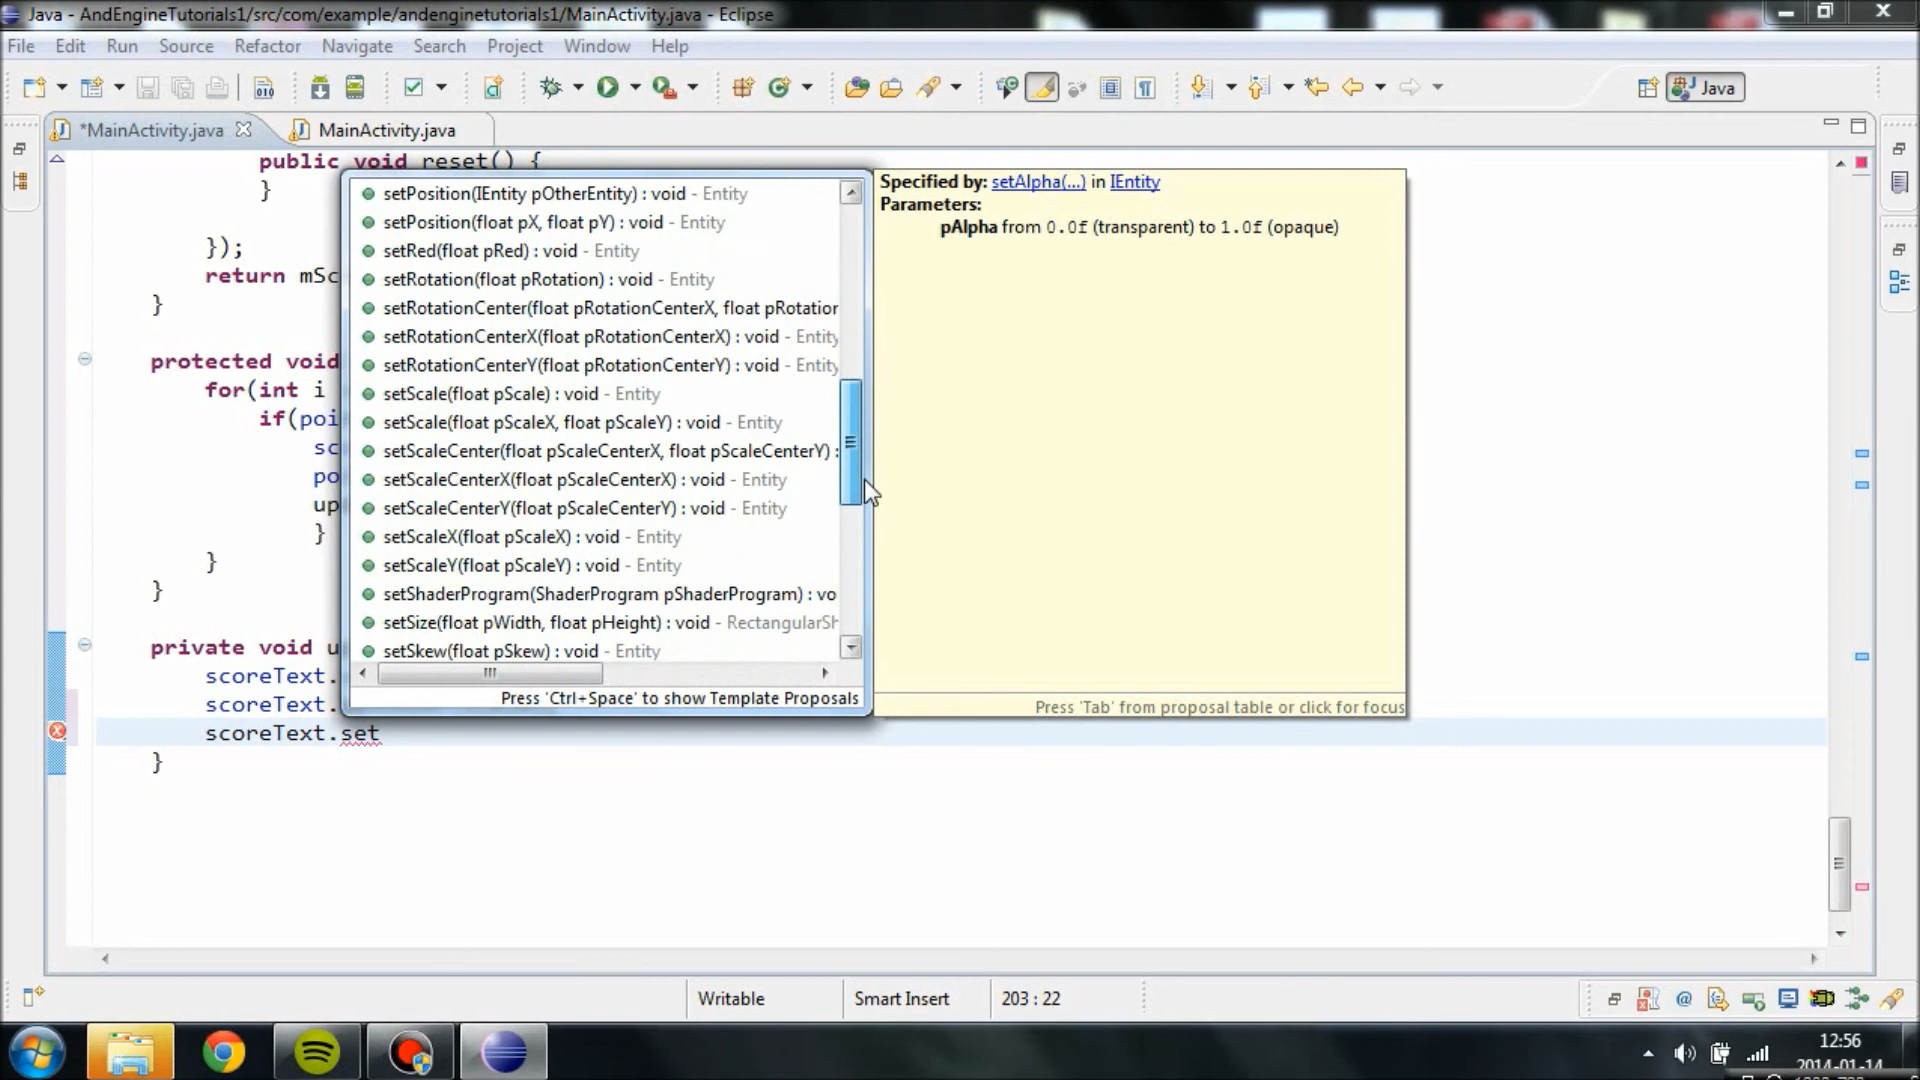 Java - AndEngineTutorials1/src/com/example/andenginetutorials1/MainActivity.java - Eclipse
File Edit Run Source Refactor Navigate Search Project Window Help
Java
*MainActivity.java MainActivity.java
public void reset() {
}
});
return mSc
}
protected void
for(int i
if(poi
sc
po
up
}
}
}
private void u
scoreText.
scoreText.
scoreText.set
}
setPosition(IEntity pOtherEntity) : void - Entity
setPosition(float pX, float pY) : void - Entity
setRed(float pRed) : void - Entity
setRotation(float pRotation) : void - Entity
setRotationCenter(float pRotationCenterX, float pRotation
setRotationCenterX(float pRotationCenterX) : void - Entity
setRotationCenterY(float pRotationCenterY) : void - Entity
setScale(float pScale) : void - Entity
setScale(float pScaleX, float pScaleY) : void - Entity
setScaleCenter(float pScaleCenterX, float pScaleCenterY) :
setScaleCenterX(float pScaleCenterX) : void - Entity
setScaleCenterY(float pScaleCenterY) : void - Entity
setScaleX(float pScaleX) : void - Entity
setScaleY(float pScaleY) : void - Entity
setShaderProgram(ShaderProgram pShaderProgram) : vo
setSize(float pWidth, float pHeight) : void - RectangularSh
setSkew(float pSkew) : void - Entity
Press 'Ctrl+Space' to show Template Proposals
Specified by: setAlpha(...) in IEntity
Parameters:
pAlpha from 0.0f (transparent) to 1.0f (opaque)
Press 'Tab' from proposal table or click for focus
Writable Smart Insert 203 : 22
12:56
2014-01-14